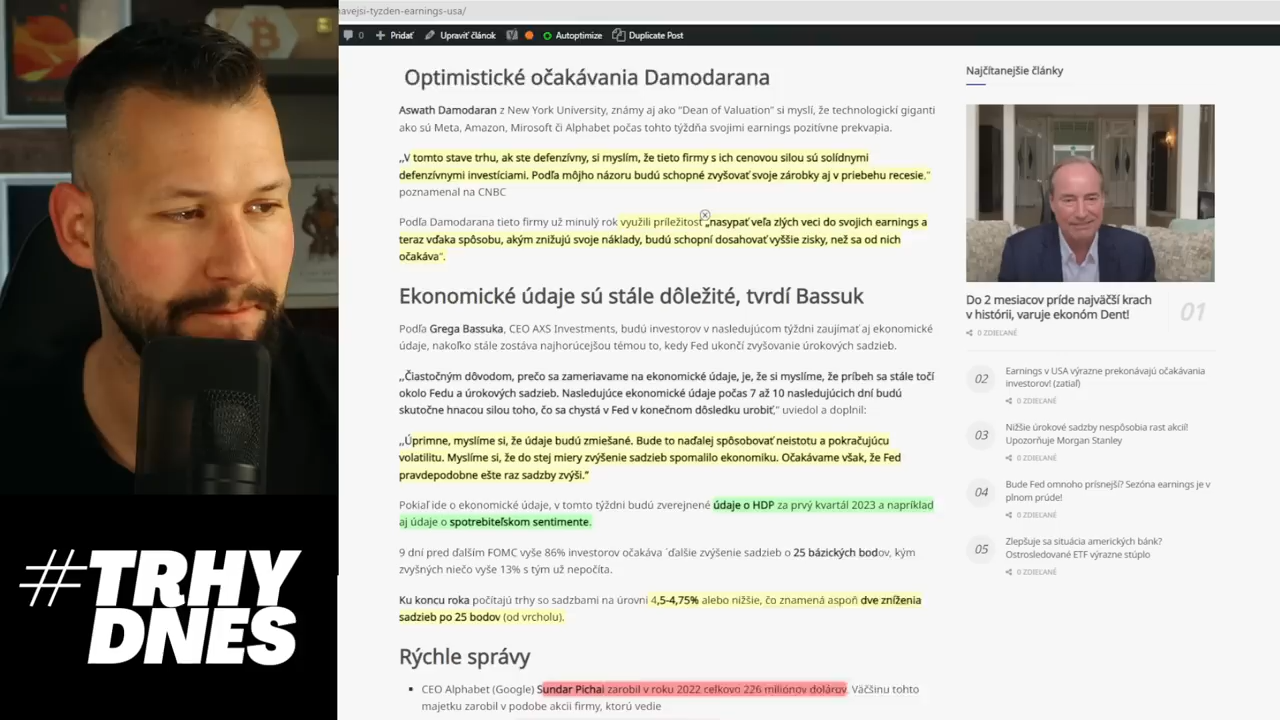 avejsi-tyzden-earnings-usa/
0 Pridať Upraviť článok Autoptimize Duplicate Post
Optimistické očakávania Damodarana
Aswath Damodaran z New York University, známy aj ako "Dean of Valuation" si myslí, že technologickí giganti
ako sú Meta, Amazon, Mirosoft či Alphabet počas tohto týždňa svojimi earnings pozitívne prekvapia.
,,V tomto stave trhu, ak ste defenzívny, si myslím, že tieto firmy s ich cenovou silou sú solídnymi
defenzívnymi investíciami. Podľa môjho názoru budú schopné zvyšovať svoje zárobky aj v priebehu recesie,"
poznamenal na CNBC
Podľa Damodarana tieto firmy už minulý rok využili príležitosť „nasypať veľa zlých veci do svojich earnings a
teraz vďaka spôsobu, akým znižujú svoje náklady, budú schopní dosahovať vyššie zisky, než sa od nich
očakáva“.
Ekonomické údaje sú stále dôležité, tvrdí Bassuk
Podľa Grega Bassuka, CEO AXS Investments, budú investorov v nasledujúcom týždni zaujímať aj ekonomické
údaje, nakoľko stále zostáva najhorúcejšou témou to, kedy Fed ukončí zvyšovanie úrokových sadzieb.
,,Čiastočným dôvodom, prečo sa zameriavame na ekonomické údaje, je, že si myslíme, že príbeh sa stále točí
okolo Fedu a úrokových sadzieb. Nasledujúce ekonomické údaje počas 7 až 10 nasledujúcich dní budú
skutočne hnacou silou toho, čo sa chystá v Fed v konečnom dôsledku urobiť," uviedol a doplnil:
,,Úprimne, myslíme si, že údaje budú zmiešané. Bude to naďalej spôsobovať neistotu a pokračujúcu
volatilitu. Myslíme si, že do stej miery zvýšenie sadzieb spomalilo ekonomiku. Očakávame však, že Fed
pravdepodobne ešte raz sadzby zvýši."
Pokiaľ ide o ekonomické údaje, v tomto týždni budú zverejnené údaje o HDP za prvý kvartál 2023 a napríklad
aj údaje o spotrebiteľskom sentimente.
9 dní pred ďalším FOMC vyše 86% investorov očakáva ´ďalšie zvýšenie sadzieb o 25 bázických bodov, kým
zvyšných niečo vyše 13% s tým už nepočíta.
Ku koncu roka počítajú trhy so sadzbami na úrovni 4,5-4,75% alebo nižšie, čo znamená aspoň dve zníženia
sadzieb po 25 bodov (od vrcholu).
Rýchle správy
CEO Alphabet (Google) Sundar Pichai zarobil v roku 2022 celkovo 226 miliónov dolárov. Väčšinu tohto
majetku zarobil v podobe akcii firmy, ktorú vedie
Najčítanejšie články
Do 2 mesiacov príde najväčší krach
v histórii, varuje ekonóm Dent!
01
0 ZDIEĽANÉ
02
Earnings v USA výrazne prekonávajú očakávania
investorov! (zatiaľ)
0 ZDIEĽANÉ
03
Nižšie úrokové sadzby nespôsobia rast akcií!
Upozorňuje Morgan Stanley
0 ZDIEĽANÉ
04
Bude Fed omnoho prísnejší? Sezóna earnings je v
plnom prúde!
0 ZDIEĽANÉ
05
Zlepšuje sa situácia amerických bánk?
Ostrosledované ETF výrazne stúplo
0 ZDIEĽANÉ
#TRHY
DNES